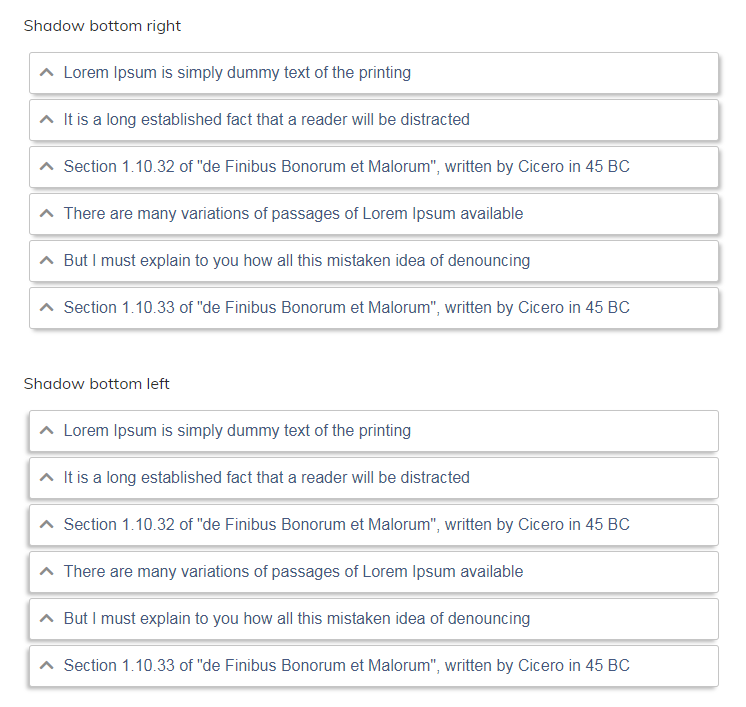 Shadow bottom right
Lorem Ipsum is simply dummy text of the printing
It is a long established fact that a reader will be distracted
Section 1.10.32 of "de Finibus Bonorum et Malorum", written by Cicero in 45 BC
There are many variations of passages of Lorem Ipsum available
But I must explain to you how all this mistaken idea of denouncing
Section 1.10.33 of "de Finibus Bonorum et Malorum", written by Cicero in 45 BC
Shadow bottom left
Lorem Ipsum is simply dummy text of the printing
It is a long established fact that a reader will be distracted
Section 1.10.32 of "de Finibus Bonorum et Malorum", written by Cicero in 45 BC
There are many variations of passages of Lorem Ipsum available
But I must explain to you how all this mistaken idea of denouncing
Section 1.10.33 of "de Finibus Bonorum et Malorum", written by Cicero in 45 BC